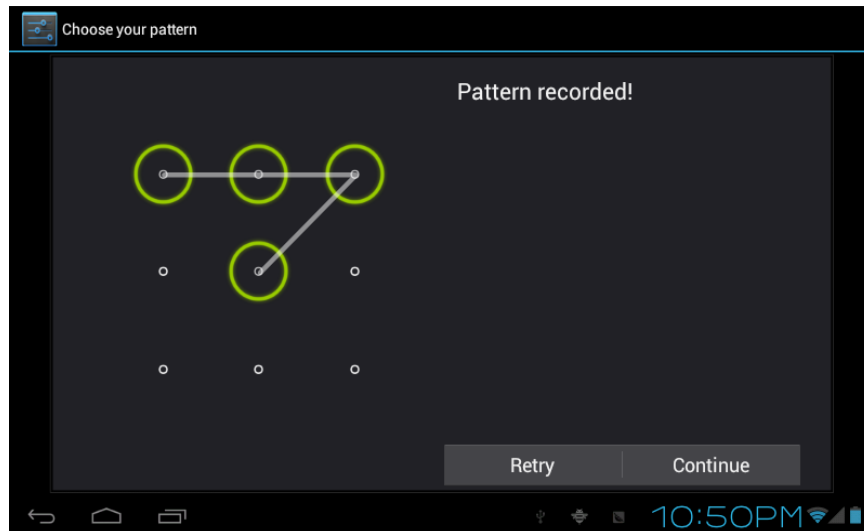 Choose your pattern
Pattern recorded!
Retry
Continue
10:50PM